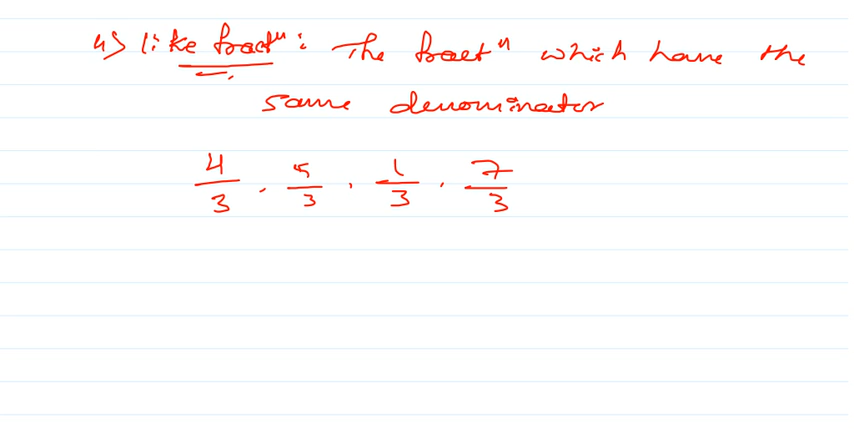 4) like fractⁿ : The fractⁿ which have the
same denominator
4/3 , 5/3 , 1/3 , 7/3